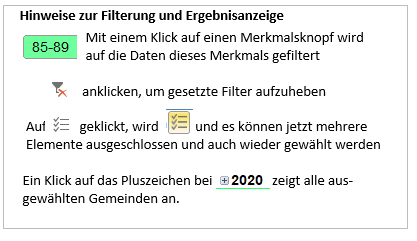 Hinweise zur Filterung und Ergebnisanzeige
85-89 Mit einem Klick auf einen Merkmalsknopf wird
auf die Daten dieses Merkmals gefiltert
anklicken, um gesetzte Filter aufzuheben
Auf geklickt, wird und es können jetzt mehrere
Elemente ausgeschlossen und auch wieder gewählt werden
Ein Klick auf das Pluszeichen bei 2020 zeigt alle aus-
gewählten Gemeinden an.